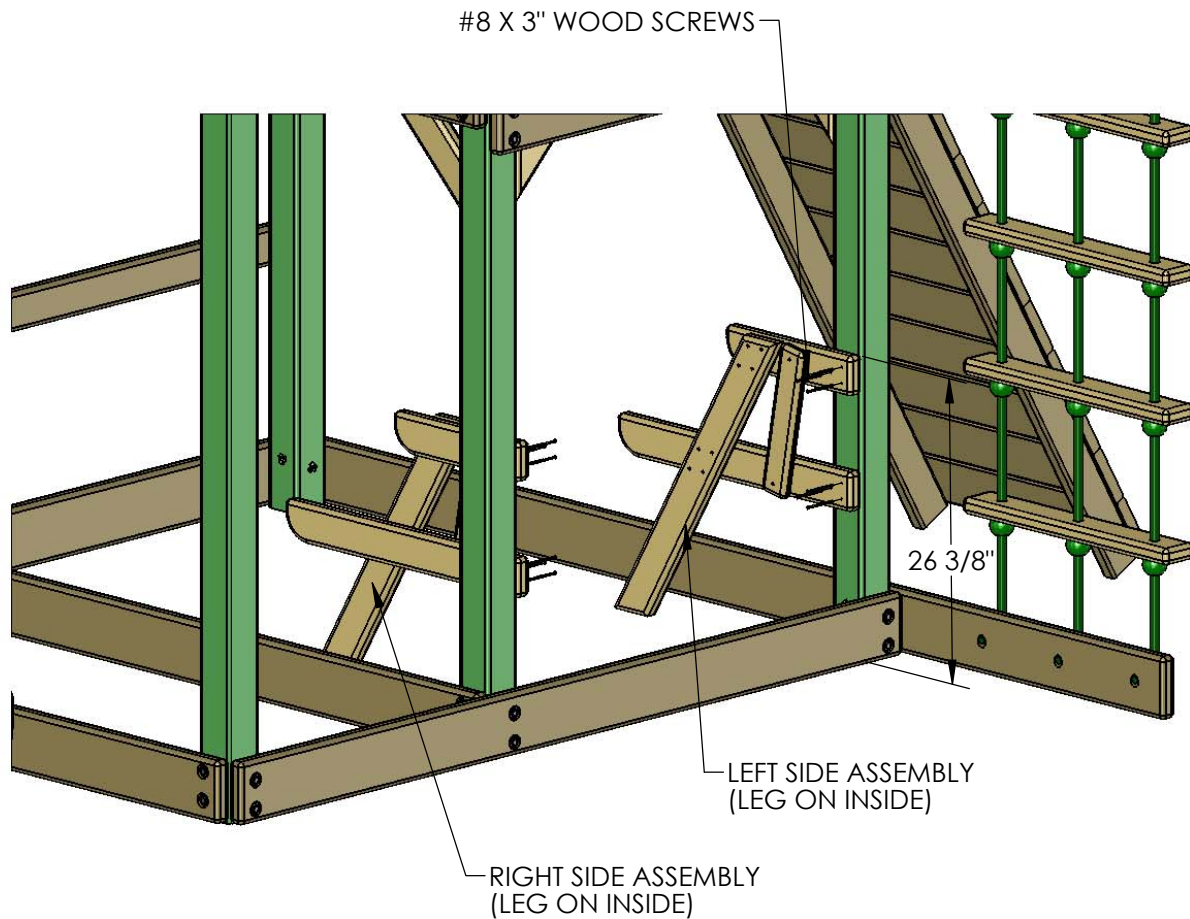 #8 X 3" WOOD SCREWS
26 3/8"
LEFT SIDE ASSEMBLY
(LEG ON INSIDE)
RIGHT SIDE ASSEMBLY
(LEG ON INSIDE)